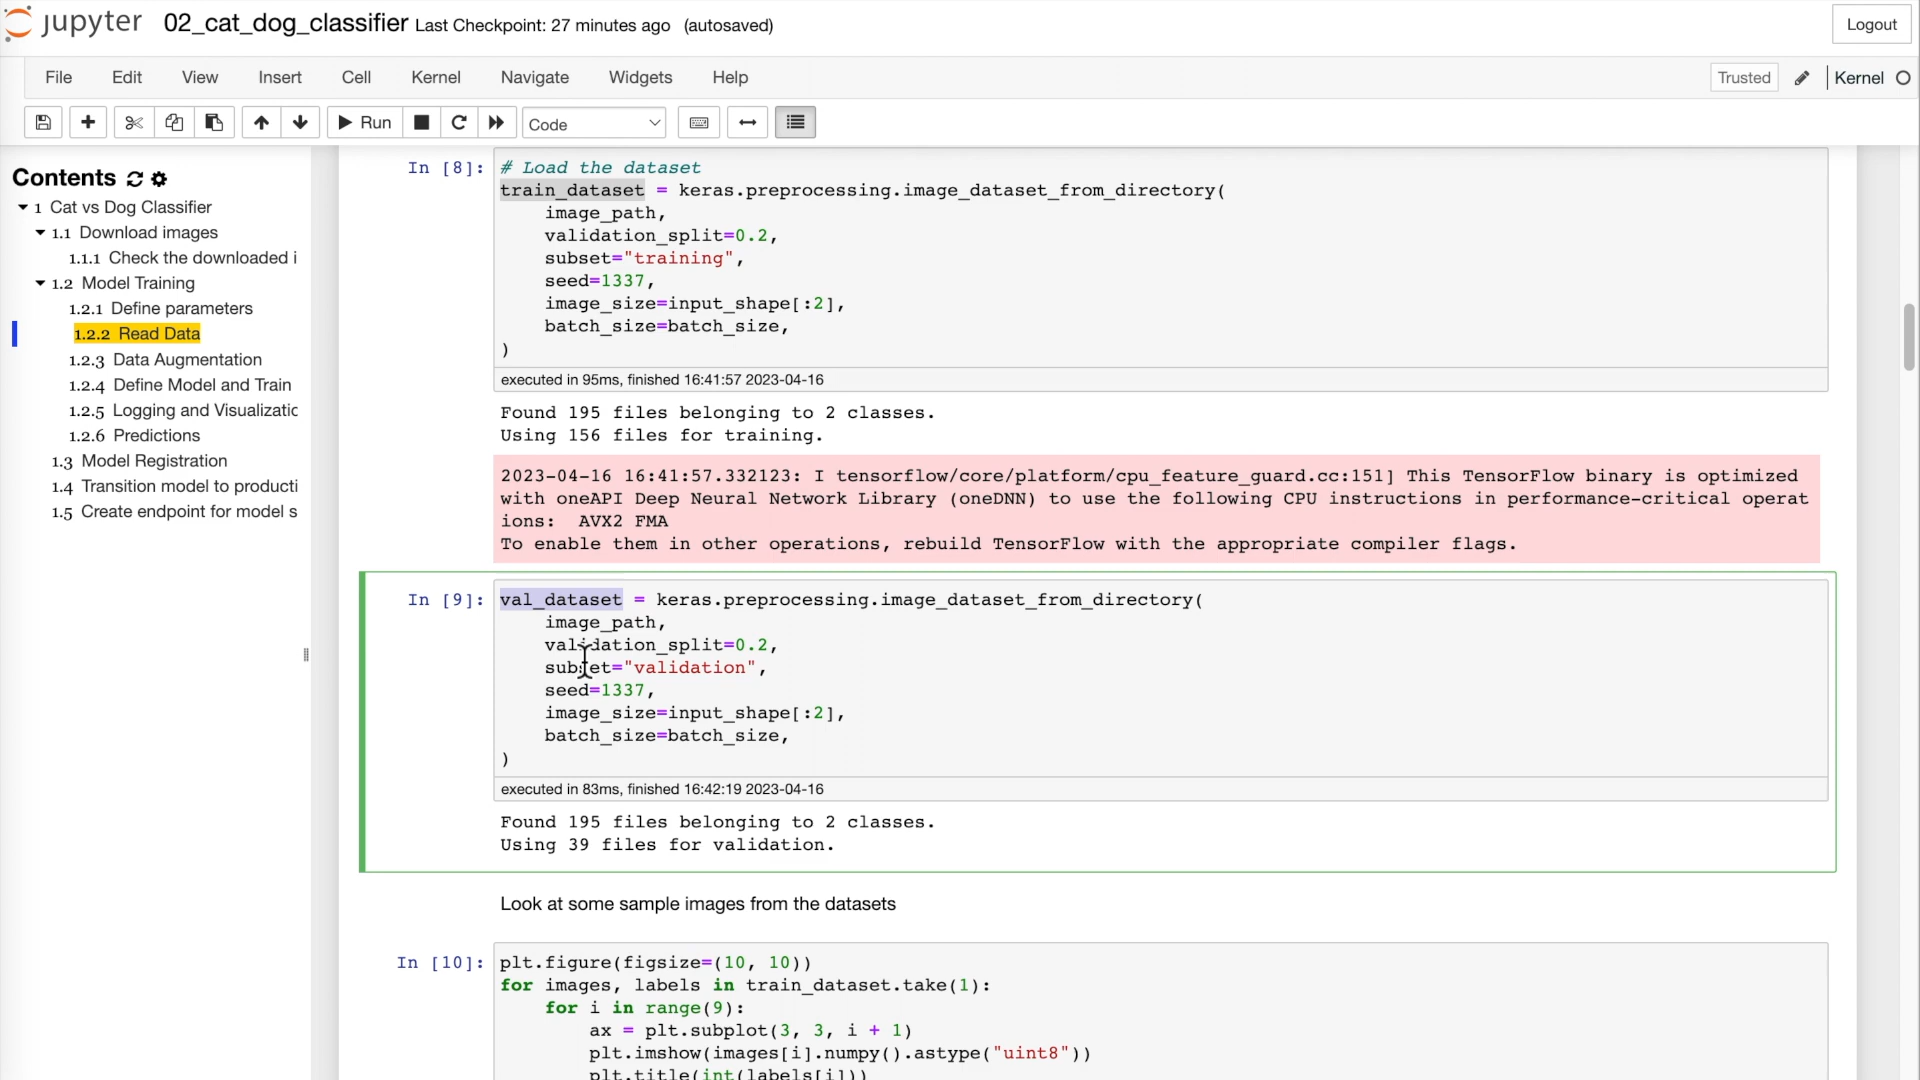 jupyter 02_cat_dog_classifier Last Checkpoint: 27 minutes ago (autosaved)
Logout
File Edit View Insert Cell Kernel Navigate Widgets Help
Trusted Kernel
Run Code
Contents
1 Cat vs Dog Classifier
1.1 Download images
1.1.1 Check the downloaded i
1.2 Model Training
1.2.1 Define parameters
1.2.2 Read Data
1.2.3 Data Augmentation
1.2.4 Define Model and Train
1.2.5 Logging and Visualizatic
1.2.6 Predictions
1.3 Model Registration
1.4 Transition model to producti
1.5 Create endpoint for model s
In [8]: # Load the dataset
train_dataset = keras.preprocessing.image_dataset_from_directory(
    image_path,
    validation_split=0.2,
    subset="training",
    seed=1337,
    image_size=input_shape[:2],
    batch_size=batch_size,
)
executed in 95ms, finished 16:41:57 2023-04-16
Found 195 files belonging to 2 classes.
Using 156 files for training.
2023-04-16 16:41:57.332123: I tensorflow/core/platform/cpu_feature_guard.cc:151] This TensorFlow binary is optimized
with oneAPI Deep Neural Network Library (oneDNN) to use the following CPU instructions in performance-critical operat
ions:  AVX2 FMA
To enable them in other operations, rebuild TensorFlow with the appropriate compiler flags.
In [9]: val_dataset = keras.preprocessing.image_dataset_from_directory(
    image_path,
    validation_split=0.2,
    subset="validation",
    seed=1337,
    image_size=input_shape[:2],
    batch_size=batch_size,
)
executed in 83ms, finished 16:42:19 2023-04-16
Found 195 files belonging to 2 classes.
Using 39 files for validation.
Look at some sample images from the datasets
In [10]: plt.figure(figsize=(10, 10))
for images, labels in train_dataset.take(1):
    for i in range(9):
        ax = plt.subplot(3, 3, i + 1)
        plt.imshow(images[i].numpy().astype("uint8"))
        plt.title(int(labels[i]))